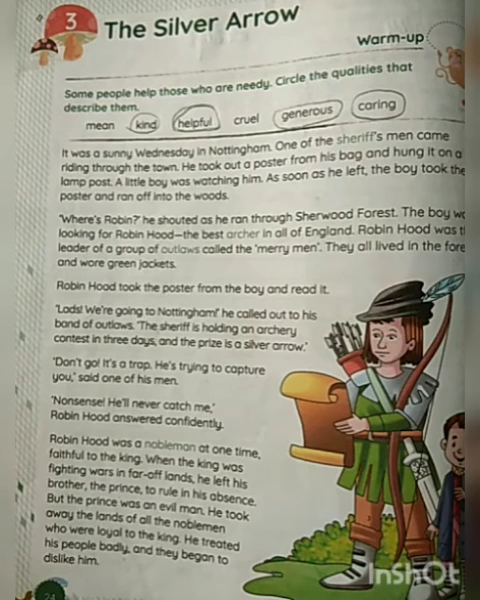 3
The Silver Arrow
Warm-up
Some people help those who are needy. Circle the qualities that
describe them.
mean kind helpful cruel generous caring
It was a sunny Wednesday in Nottingham. One of the sheriff's men came
riding through the town. He took out a poster from his bag and hung it on a
lamp post. A little boy was watching him. As soon as he left, the boy took the
poster and ran off into the woods.
'Where's Robin?' he shouted as he ran through Sherwood Forest. The boy
looking for Robin Hood—the best archer in all of England. Robin Hood was
leader of a group of outlaws called the 'merry men'. They all lived in the
and wore green jackets.
Robin Hood took the poster from the boy and read it.
'Lads! We're going to Nottingham!' he called out to his
band of outlaws. 'The sheriff is holding an archery
contest in three days, and the prize is a silver arrow.'
'Don't go! It's a trap. He's trying to capture
you,' said one of his men.
'Nonsense! He'll never catch me,'
Robin Hood answered confidently.
Robin Hood was a nobleman at one time,
faithful to the king. When the king was
fighting wars in far-off lands, he left his
brother, the prince, to rule in his absence.
But the prince was an evil man. He took
away the lands of all the noblemen
who were loyal to the king. He treated
his people badly, and they began to
dislike him.
24
InShOt